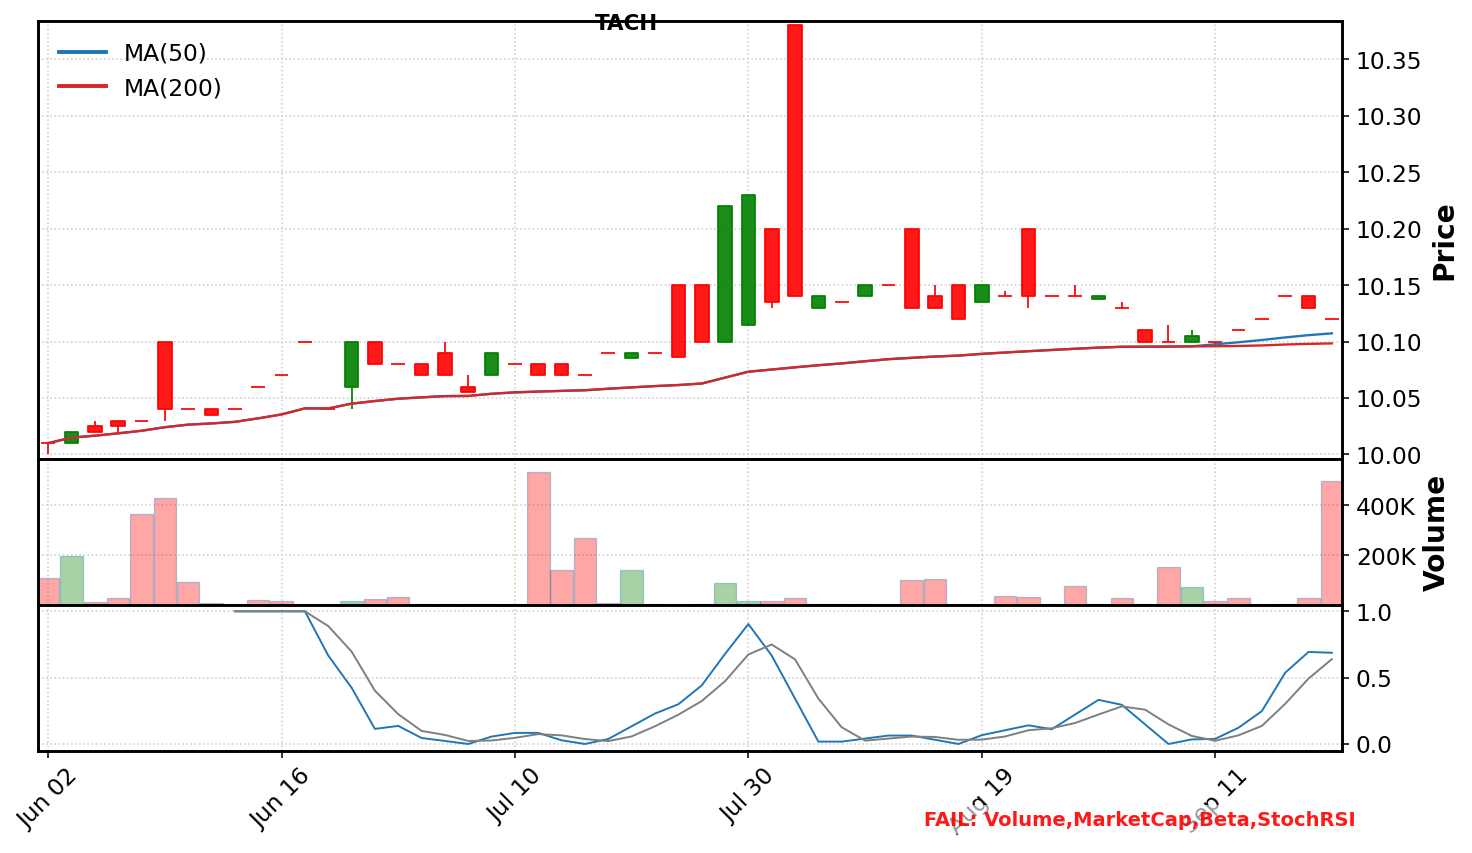 TACH
MA(50)
MA(200)
10.35
10.30
10.25
10.20
10.15
10.10
10.05
10.00
Price
400K
200K
Volume
1.0
0.5
0.0
Jun 02
Jun 16
Jul 10
Jul 30
Aug 19
Sep 11
FAIL: Volume,MarketCap,Beta,StochRSI